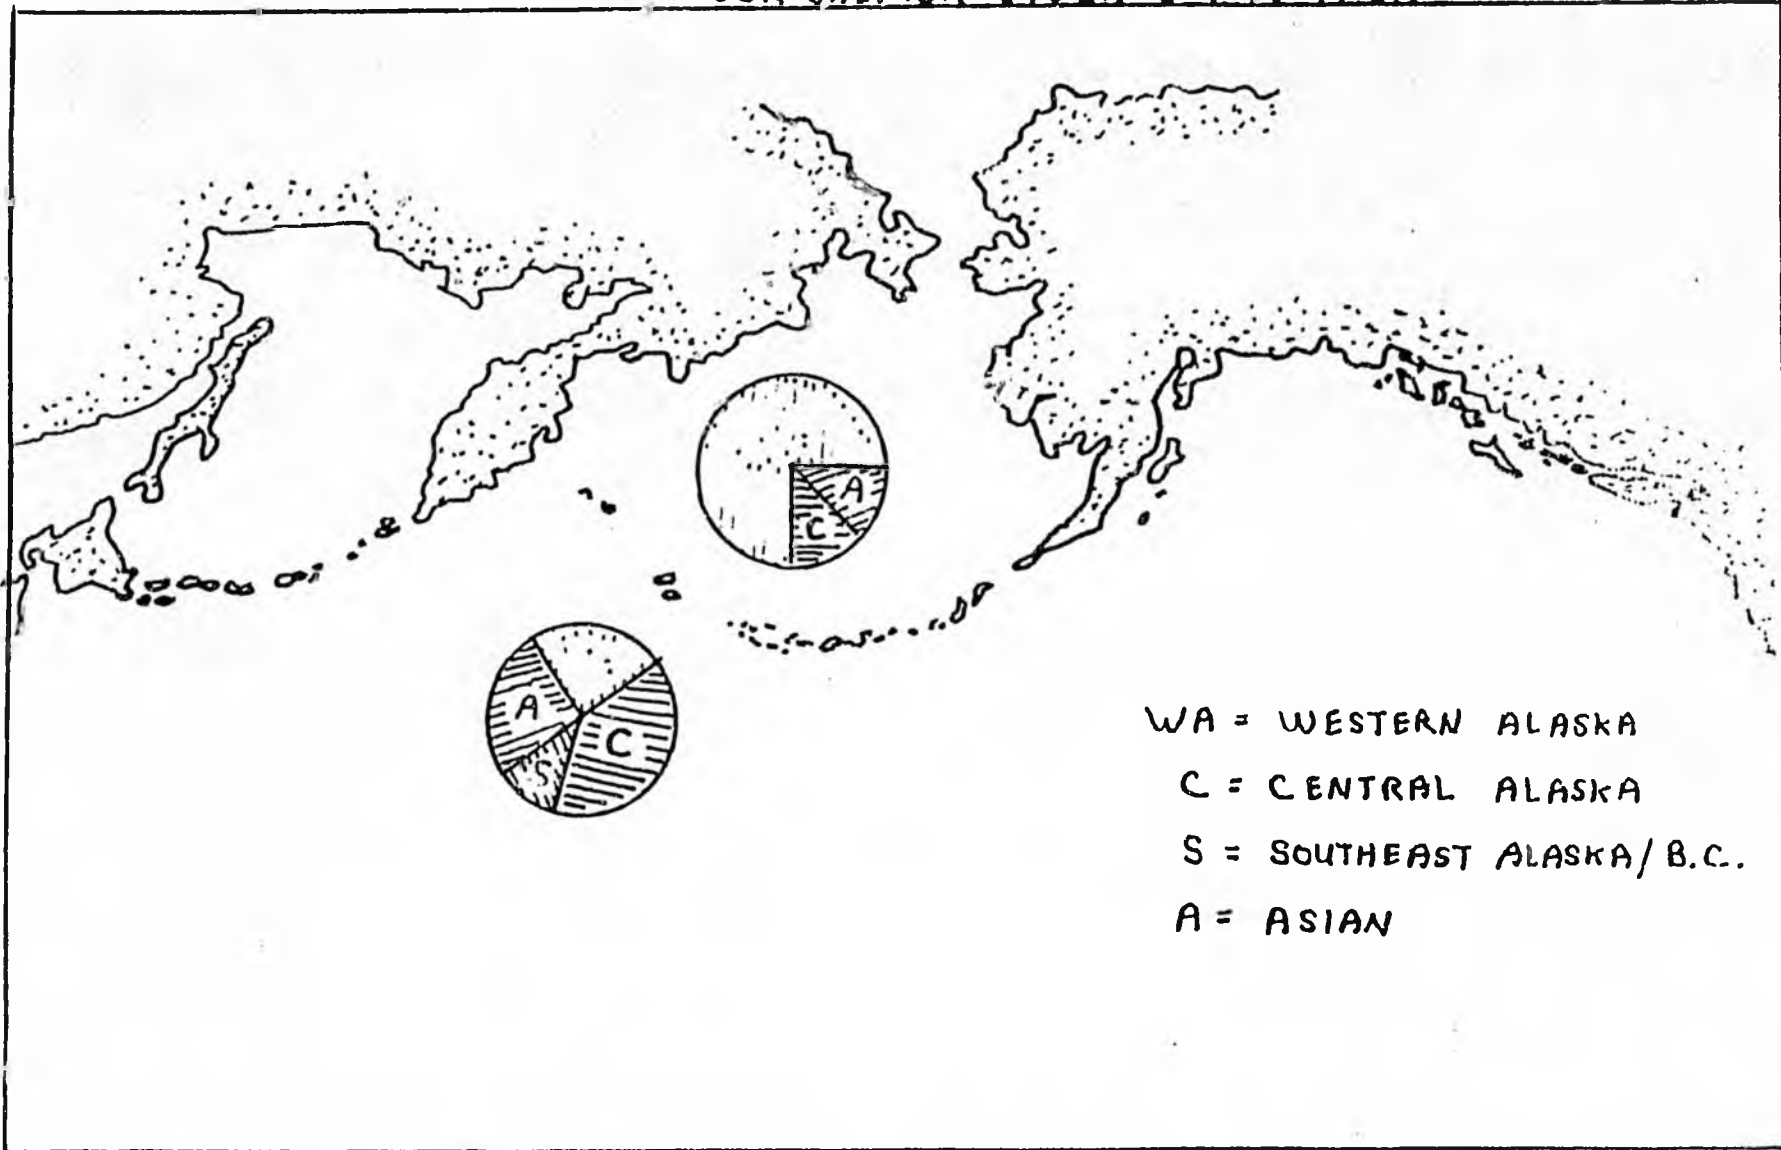 A
C
A
S
C
WA = WESTERN ALASKA
C = CENTRAL ALASKA
S = SOUTHEAST ALASKA/B.C.
A = ASIAN